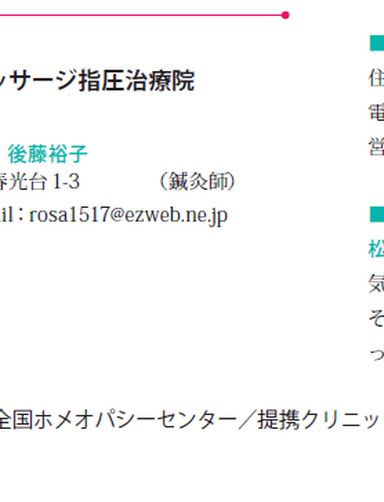 ッサージ指圧治療院
後藤裕子
春光台 1-3 （鍼灸師）
il : rosa1517@ezweb.ne.jp
全国ホメオパシーセンター／提携クリニッ
住
電
営
松
気
そ
っ